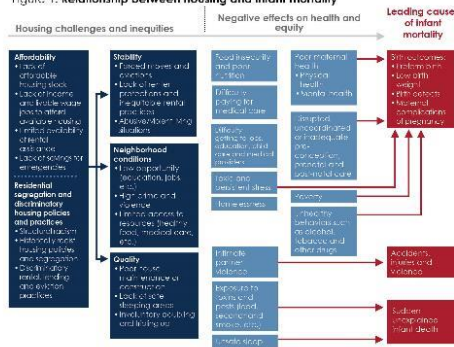 Figure 1. Relationship between housing and infant mortality
Housing challenges and inequities
Negative effects on health and
equity
Leading cause
of infant
mortality
Affordability
• Lack of
affordable
housing stock
• Lack of income
and livable wage
jobs to afford
available housing
• Limited availability
of rental
assistance
• Lack of savings for
emergencies
Residential
segregation and
discriminatory
housing policies
and practices
• Structural racism
• Historically racist
housing policies
and segregation
• Discriminatory
rental, lending
and eviction
practices
Stability
• Forced moves and
evictions
• Lack of renter
protections and
inequitable rental
practices
• Abusive/violent living
situations
Neighborhood
conditions
• Low opportunity
(education, jobs,
etc.)
• High crime and
violence
• Limited access to
resources (healthy
food, medical care,
etc.)
Quality
• Poor house
maintenance or
construction
• Lack of safe
sleeping areas
• Involuntary doubling
and tripling up
Food insecurity
and poor
nutrition
Difficulty
paying for
medical care
Difficulty
getting to jobs,
education, child
care and medical
providers
Toxic and
persistent stress
Homelessness
Intimate
partner
violence
Exposure to
toxins and
pests (lead,
secondhand
smoke, etc.)
Unsafe sleep
Poor maternal
health
• Physical
health
• Mental health
Disrupted,
uncoordinated
or inadequate
pre-
conception,
prenatal and
postnatal care
Poverty
Unhealthy
behaviors such
as alcohol,
tobacco and
other drugs
Birth outcomes:
• Preterm birth
• Low birth
weight
• Birth defects
• Maternal
complications
of pregnancy
Accidents,
injuries and
violence
Sudden
unexplained
infant death